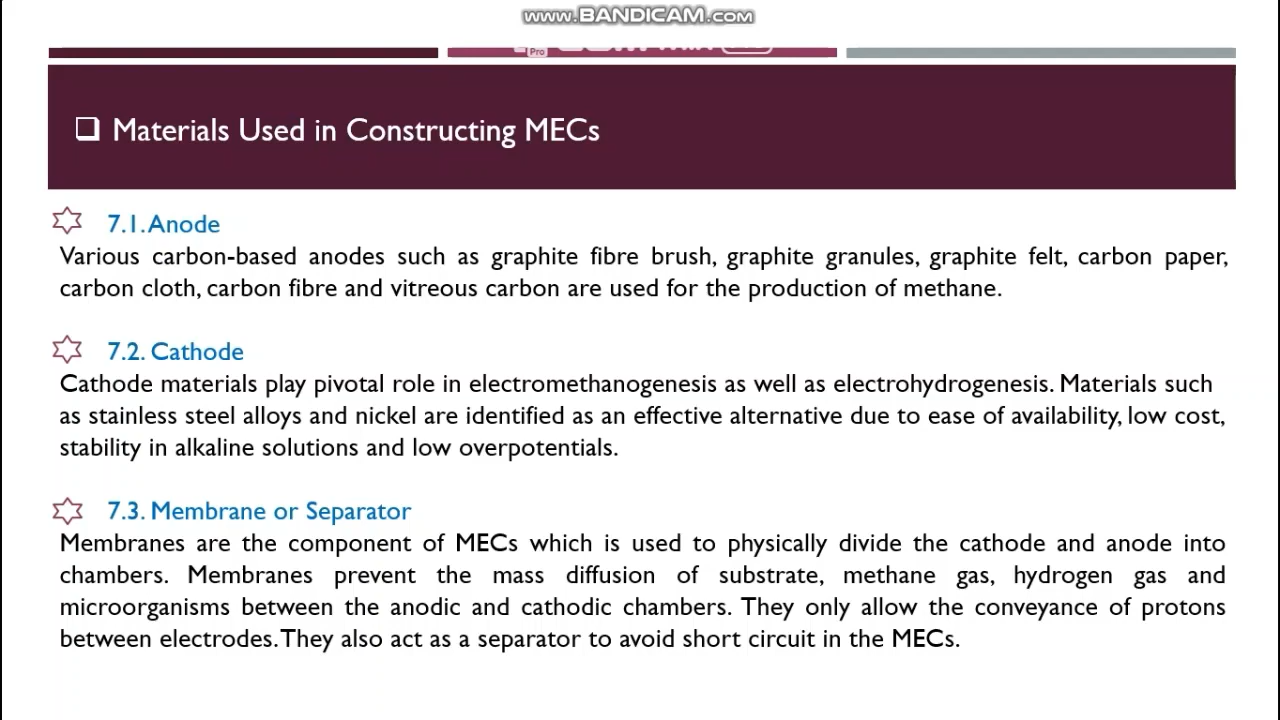 www.BANDICAM.com
Pro
❑ Materials Used in Constructing MECs
7.1. Anode
Various carbon-based anodes such as graphite fibre brush, graphite granules, graphite felt, carbon paper,
carbon cloth, carbon fibre and vitreous carbon are used for the production of methane.
7.2. Cathode
Cathode materials play pivotal role in electromethanogenesis as well as electrohydrogenesis. Materials such
as stainless steel alloys and nickel are identified as an effective alternative due to ease of availability, low cost,
stability in alkaline solutions and low overpotentials.
7.3. Membrane or Separator
Membranes are the component of MECs which is used to physically divide the cathode and anode into
chambers. Membranes prevent the mass diffusion of substrate, methane gas, hydrogen gas and
microorganisms between the anodic and cathodic chambers. They only allow the conveyance of protons
between electrodes. They also act as a separator to avoid short circuit in the MECs.